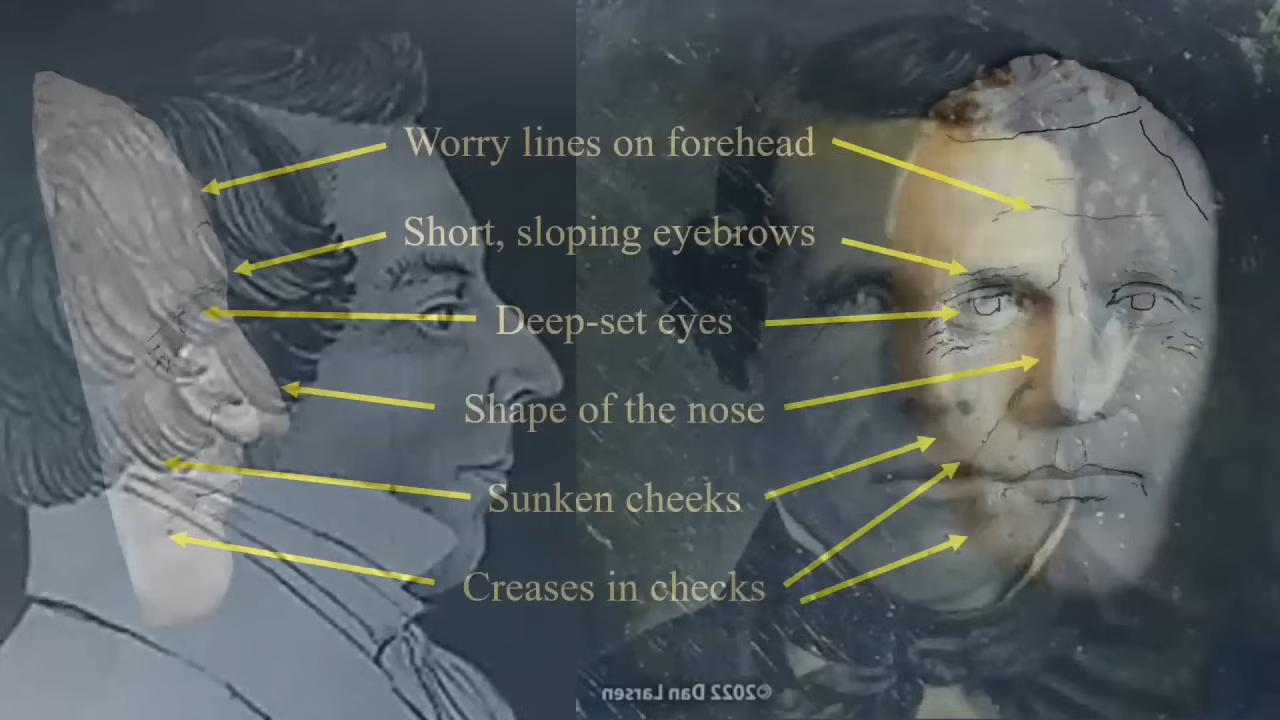 Worry lines on forehead
Short, sloping eyebrows
Deep-set eyes
Shape of the nose
Sunken cheeks
Creases in checks
©2022 Dan Larsen